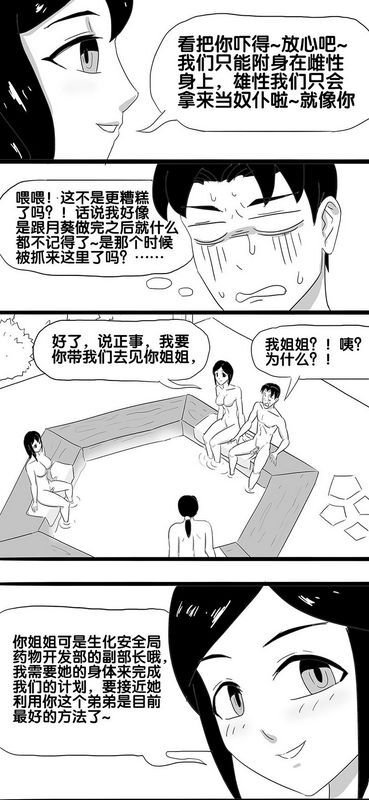 看把你吓得~放心吧~
我们只能附身在雌性
身上，雄性我们只会
拿来当奴仆啦~就像你
喂喂！这不是更糟糕
了吗？！话说我好像
是跟月葵做完之后就什么
都不记得了~是那个时候
被抓来这里了吗？……
好了，说正事，我要
你带我们去见你姐姐，
我姐姐？！咦？
为什么？！
你姐姐可是生化安全局
药物开发部的副部长哦，
我需要她的身体来完成
我们的计划，要接近她
利用你这个弟弟是目前
最好的方法了~